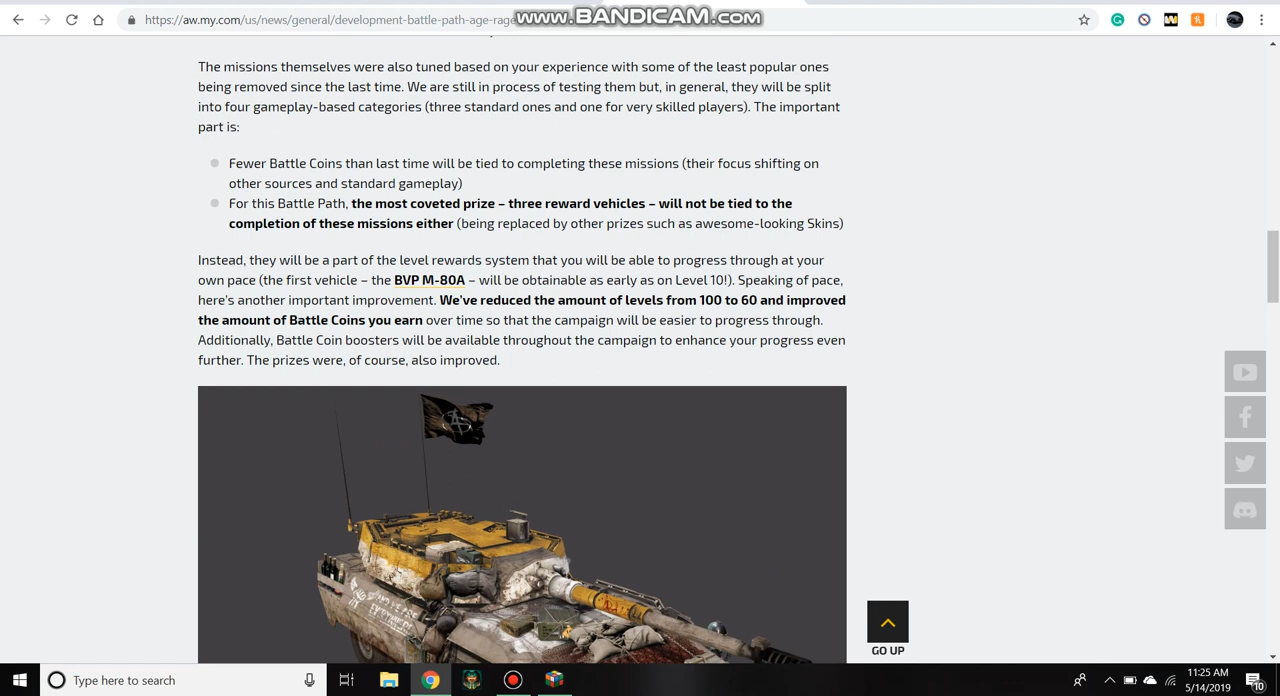 www.BANDICAM.com
https://aw.my.com/us/news/general/development-battle-path-age-rage
The missions themselves were also tuned based on your experience with some of the least popular ones
being removed since the last time. We are still in process of testing them but, in general, they will be split
into four gameplay-based categories (three standard ones and one for very skilled players). The important
part is:
Fewer Battle Coins than last time will be tied to completing these missions (their focus shifting on
other sources and standard gameplay)
For this Battle Path, the most coveted prize – three reward vehicles – will not be tied to the
completion of these missions either (being replaced by other prizes such as awesome-looking Skins)
Instead, they will be a part of the level rewards system that you will be able to progress through at your
own pace (the first vehicle – the BVP M-80A – will be obtainable as early as on Level 10!). Speaking of pace,
here's another important improvement. We've reduced the amount of levels from 100 to 60 and improved
the amount of Battle Coins you earn over time so that the campaign will be easier to progress through.
Additionally, Battle Coin boosters will be available throughout the campaign to enhance your progress even
further. The prizes were, of course, also improved.
GO UP
Type here to search
11:25 AM
5/14/2019
10